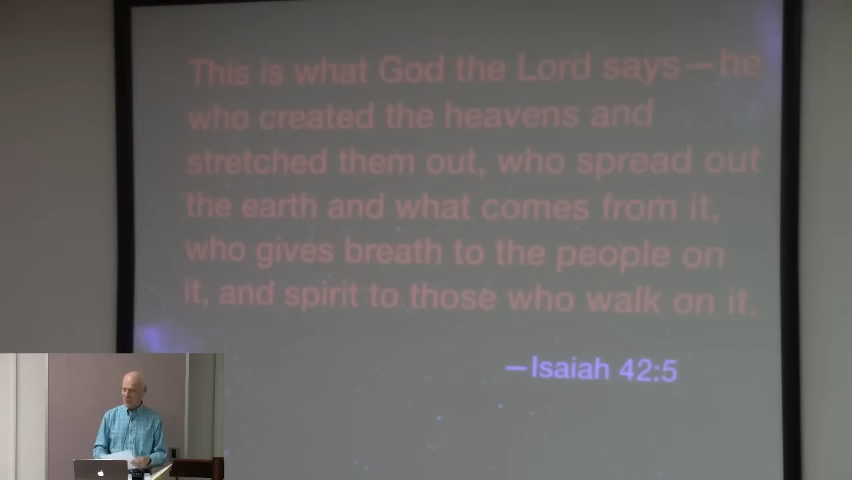 This is what God the Lord says—he
who created the heavens and
stretched them out, who spread out
the earth and what comes from it,
who gives breath to the people on
it, and spirit to those who walk on it.
—Isaiah 42:5